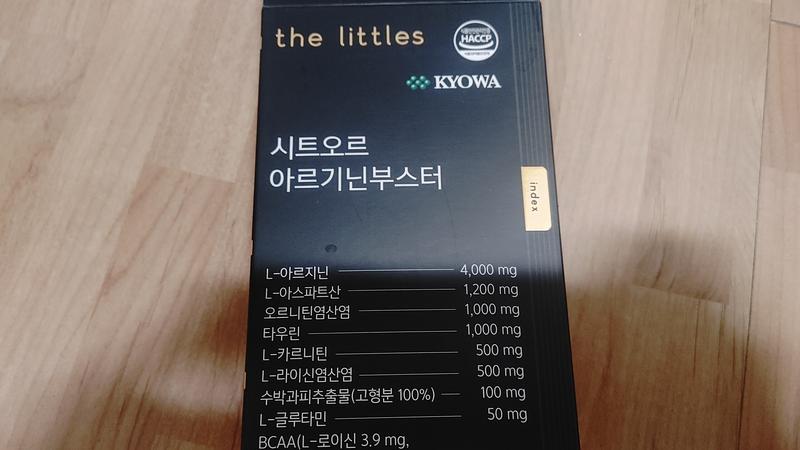 the littles
HACCP
KYOWA
시트오르
아르기닌부스터
index
L-아르지닌 4,000 mg
L-아스파트산 1,200 mg
오르니틴염산염 1,000 mg
타우린 1,000 mg
L-카르니틴 500 mg
L-라이신염산염 500 mg
수박과피추출물(고형분 100%) 100 mg
L-글루타민 50 mg
BCAA(L-로이신 3.9 mg,